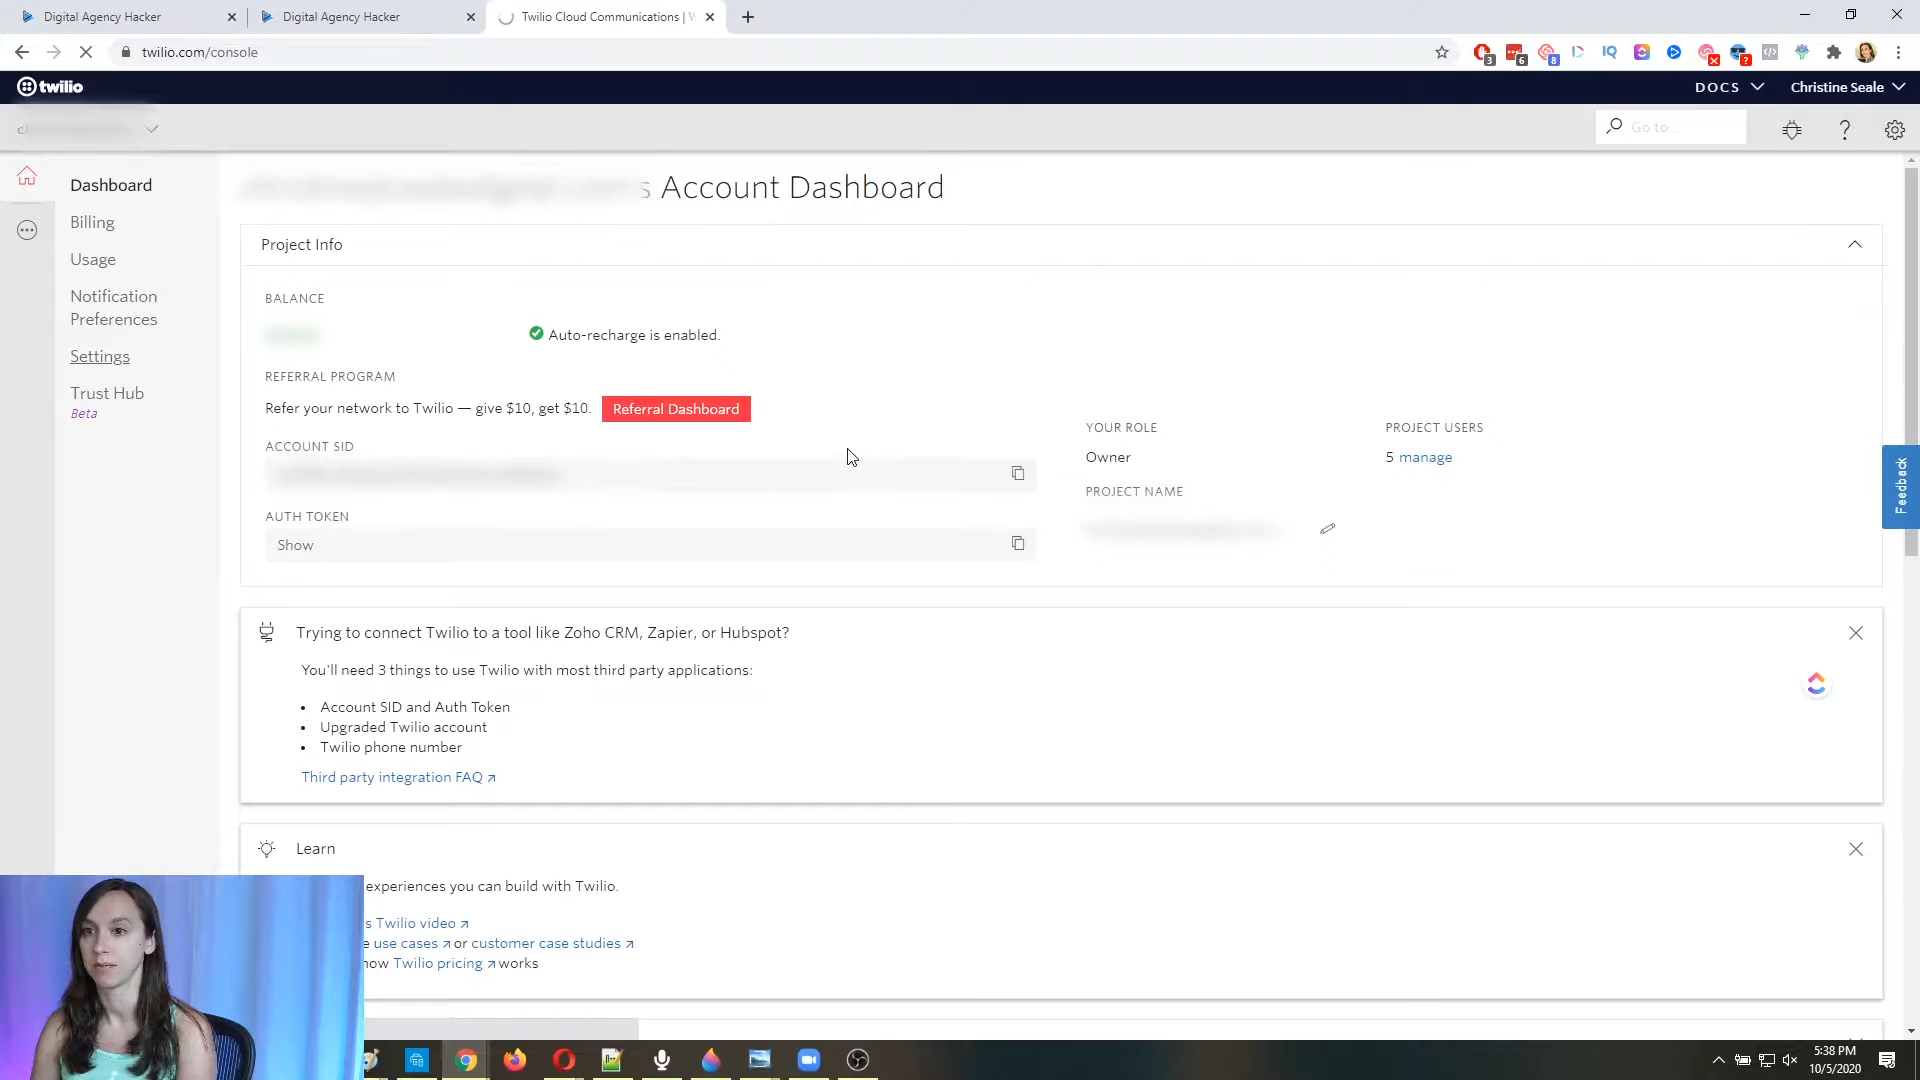 Digital Agency Hacker
Digital Agency Hacker
Twilio Cloud Communications |
twilio.com/console
3
6
8
IQ
?
twilio
DOCS
Christine Seale
Go to...
Dashboard
Billing
Usage
Notification
Preferences
Settings
Trust Hub
Beta
s Account Dashboard
Project Info
BALANCE
Auto-recharge is enabled.
REFERRAL PROGRAM
Refer your network to Twilio — give $10, get $10.
Referral Dashboard
ACCOUNT SID
AUTH TOKEN
Show
YOUR ROLE
Owner
PROJECT USERS
5 manage
PROJECT NAME
Feedback
Trying to connect Twilio to a tool like Zoho CRM, Zapier, or Hubspot?
You'll need 3 things to use Twilio with most third party applications:
• Account SID and Auth Token
• Upgraded Twilio account
• Twilio phone number
Third party integration FAQ
Learn
experiences you can build with Twilio.
s Twilio video
e use cases or customer case studies
how Twilio pricing works
5:38 PM
10/5/2020